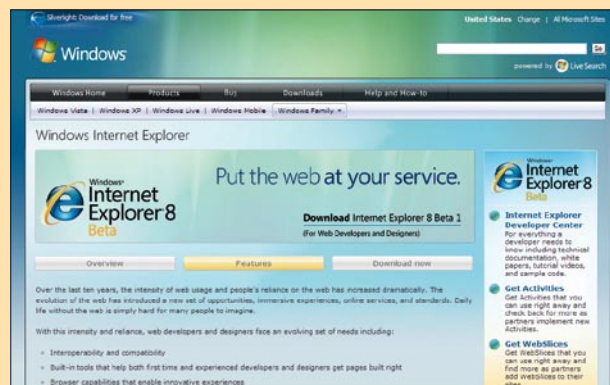 Silverlight: Download for free
United States Change | All Microsoft Sites
Windows
Go
powered by Live Search
Windows Home Products Buy Downloads Help and How-to
Windows Vista | Windows XP | Windows Live | Windows Mobile Windows Family
Windows Internet Explorer
Windows
Internet
Explorer 8
Beta
Put the web at your service.
Download Internet Explorer 8 Beta 1
(For Web Developers and Designers)
Overview Features Download now
Over the last ten years, the intensity of web usage and people's reliance on the web has increased dramatically. The
evolution of the web has introduced a new set of opportunities, immersive experiences, online services, and standards. Daily
life without the web is simply hard for many people to imagine.
With this intensity and reliance, web developers and designers face an evolving set of needs including:
Interoperability and compatibility
Built-in tools that help both first time and experienced developers and designers get pages built right
Browser capabilities that enable innovative experiences
Windows
Internet
Explorer 8
Beta
Internet Explorer
Developer Center
For everything a
developer needs to
know including technical
documentation, white
papers, tutorial videos,
and sample code.
Get Activities
Get Activities that you
can use right away and
check back for more as
partners implement new
Activities.
Get WebSlices
Get WebSlices that you
can use right away and
find more as partners
add WebSlices to their
sites.